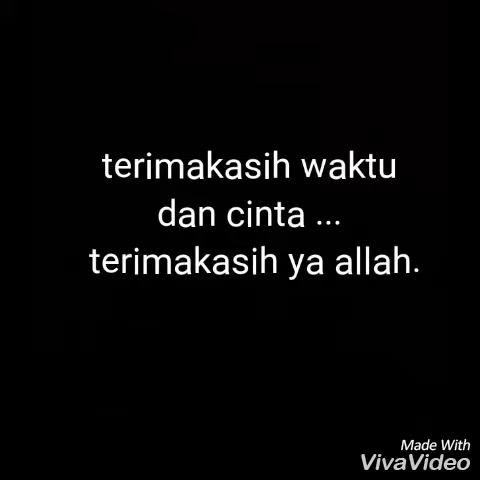 terimakasih waktu
dan cinta ...
terimakasih ya allah.
Made With
VivaVideo